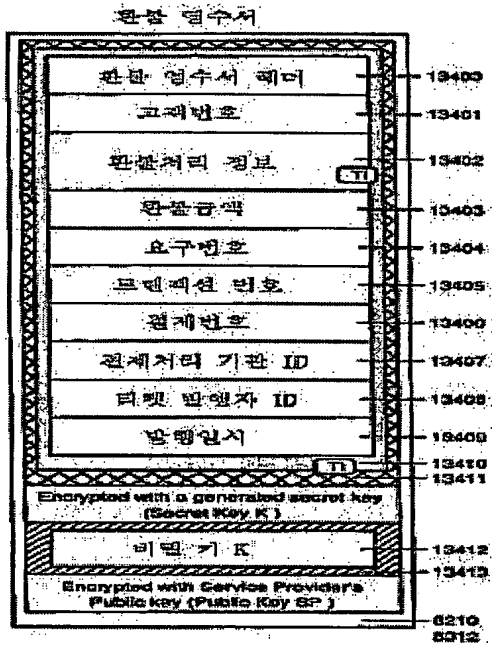 환불 영수서
환불 영수서 헤더 13400
고객번호 13401
환불처리 정보 13402
TI
환불금액 13403
요구번호 13404
트랜잭션 번호 13405
결제번호 13406
결제처리 기관 ID 13407
티켓 발행자 ID 13408
발행일시 13409
TI 13410
13411
Encrypted with a generated secret key
(Secret Key K)
비밀 키 K 13412
13413
Encrypted with Service Provider's
Public key (Public Key SP)
8210
8312